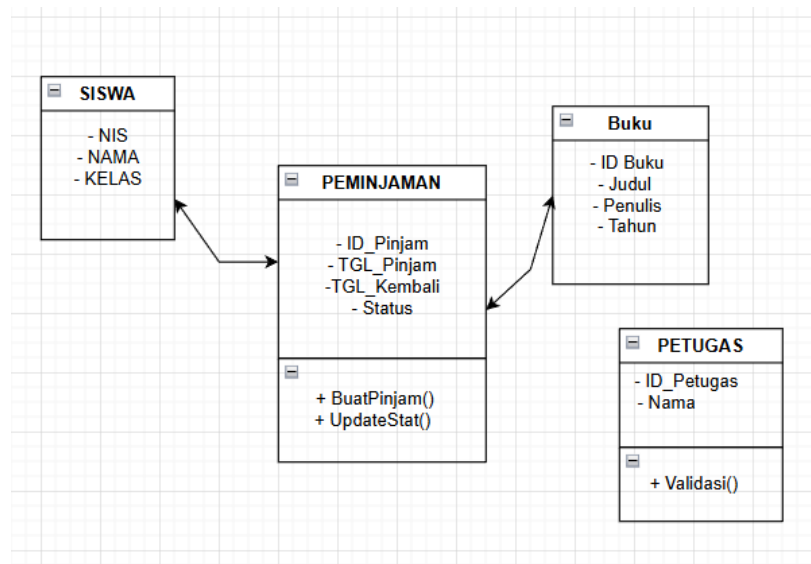 SISWA
- NIS
- NAMA
- KELAS
PEMINJAMAN
- ID_Pinjam
- TGL_Pinjam
-TGL_Kembali
- Status
+ BuatPinjam()
+ UpdateStat()
Buku
- ID Buku
- Judul
- Penulis
- Tahun
PETUGAS
- ID_Petugas
- Nama
+ Validasi()